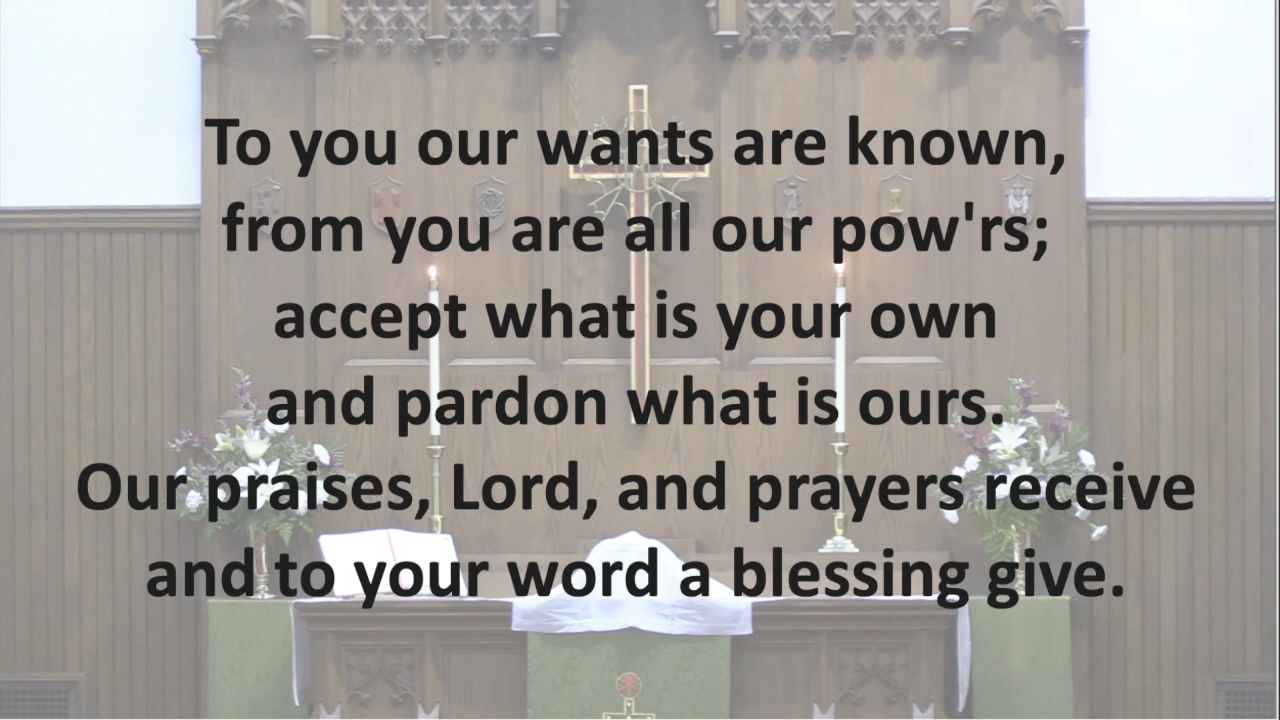 To you our wants are known,
from you are all our pow'rs;
accept what is your own
and pardon what is ours.
Our praises, Lord, and prayers receive
and to your word a blessing give.